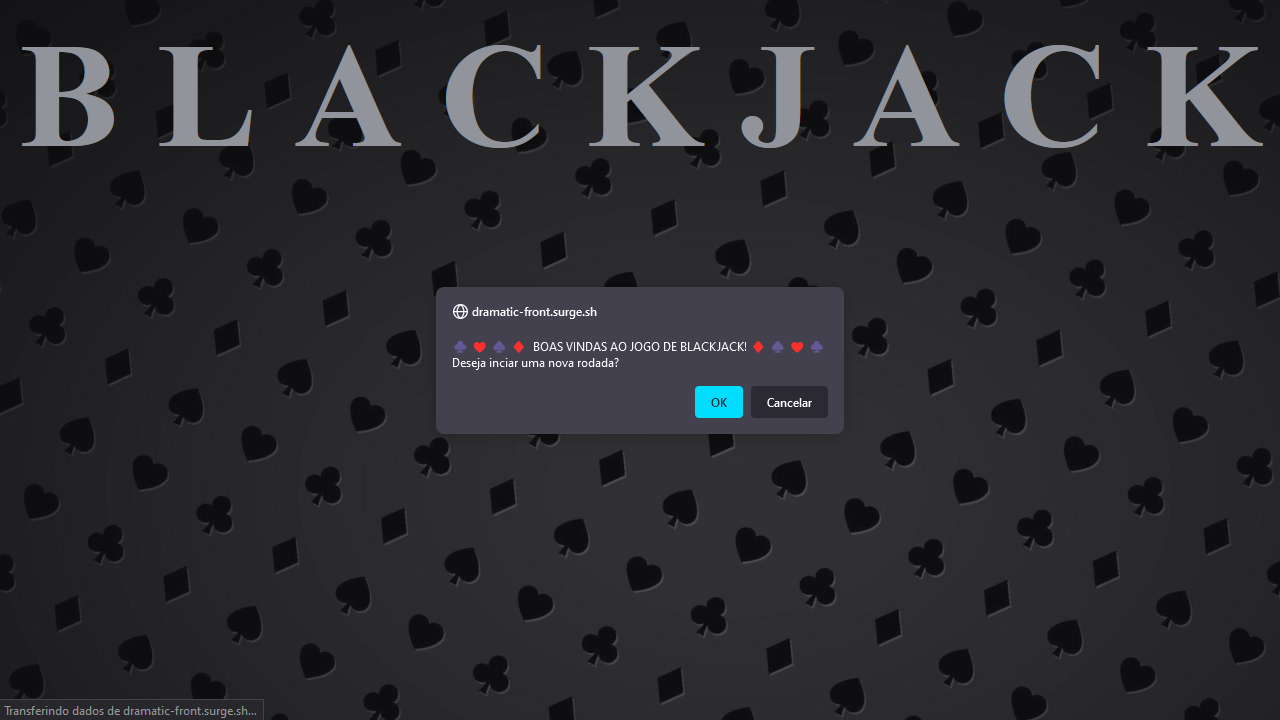 BLACKJACK
dramatic-front.surge.sh
♣️♥️♣️♦️ BOAS VINDAS AO JOGO DE BLACKJACK! ♦️♣️♥️♣️
Deseja inciar uma nova rodada?
OK Cancelar
Transferindo dados de dramatic-front.surge.sh...